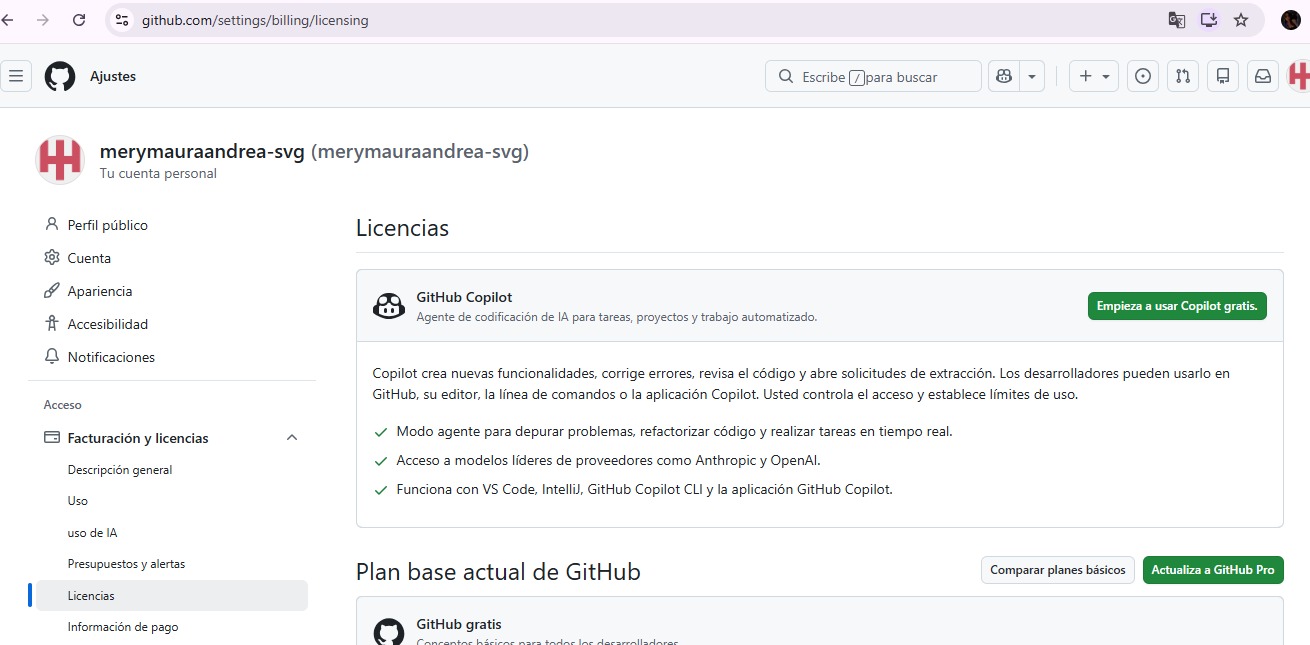 github.com/settings/billing/licensing
Ajustes
Escribe / para buscar
merymauraandrea-svg (merymauraandrea-svg)
Tu cuenta personal
Perfil público
Cuenta
Apariencia
Accesibilidad
Notificaciones
Acceso
Facturación y licencias
Descripción general
Uso
uso de IA
Presupuestos y alertas
Licencias
Información de pago
Licencias
GitHub Copilot
Agente de codificación de IA para tareas, proyectos y trabajo automatizado.
Empieza a usar Copilot gratis.
Copilot crea nuevas funcionalidades, corrige errores, revisa el código y abre solicitudes de extracción. Los desarrolladores pueden usarlo en
GitHub, su editor, la línea de comandos o la aplicación Copilot. Usted controla el acceso y establece límites de uso.
Modo agente para depurar problemas, refactorizar código y realizar tareas en tiempo real.
Acceso a modelos líderes de proveedores como Anthropic y OpenAI.
Funciona con VS Code, IntelliJ, GitHub Copilot CLI y la aplicación GitHub Copilot.
Plan base actual de GitHub
Comparar planes básicos
Actualiza a GitHub Pro
GitHub gratis
Conceptos básicos para todos los desarrolladores